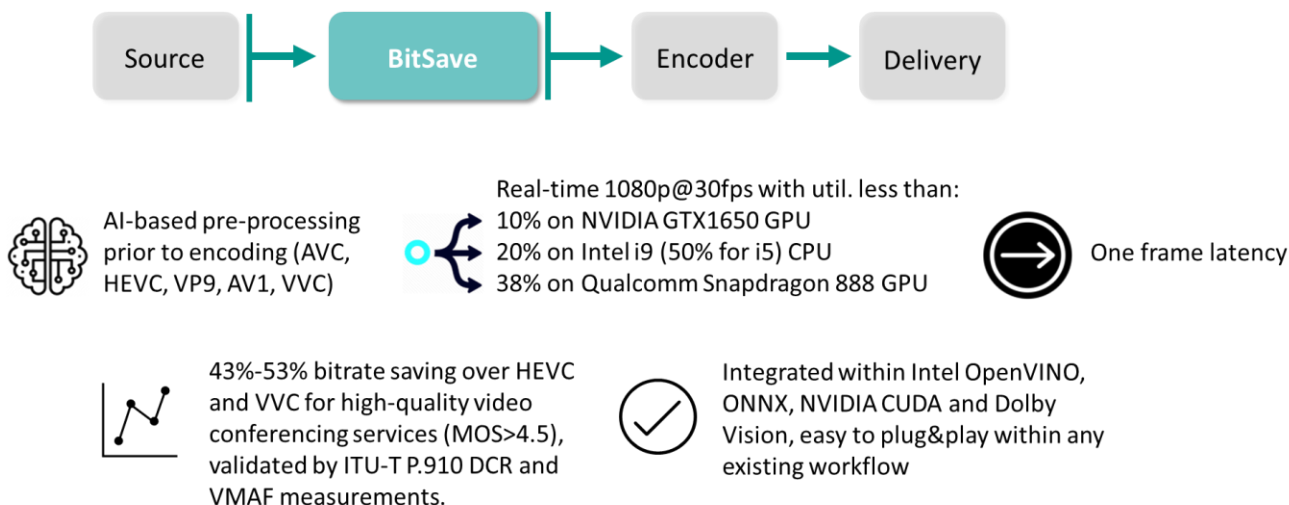 Source
BitSave
Encoder
Delivery
AI-based pre-processing
prior to encoding (AVC,
HEVC, VP9, AV1, VVC)
Real-time 1080p@30fps with util. less than:
10% on NVIDIA GTX1650 GPU
20% on Intel i9 (50% for i5) CPU
38% on Qualcomm Snapdragon 888 GPU
One frame latency
43%-53% bitrate saving over HEVC
and VVC for high-quality video
conferencing services (MOS>4.5),
validated by ITU-T P.910 DCR and
VMAF measurements.
Integrated within Intel OpenVINO,
ONNX, NVIDIA CUDA and Dolby
Vision, easy to plug&play within any
existing workflow